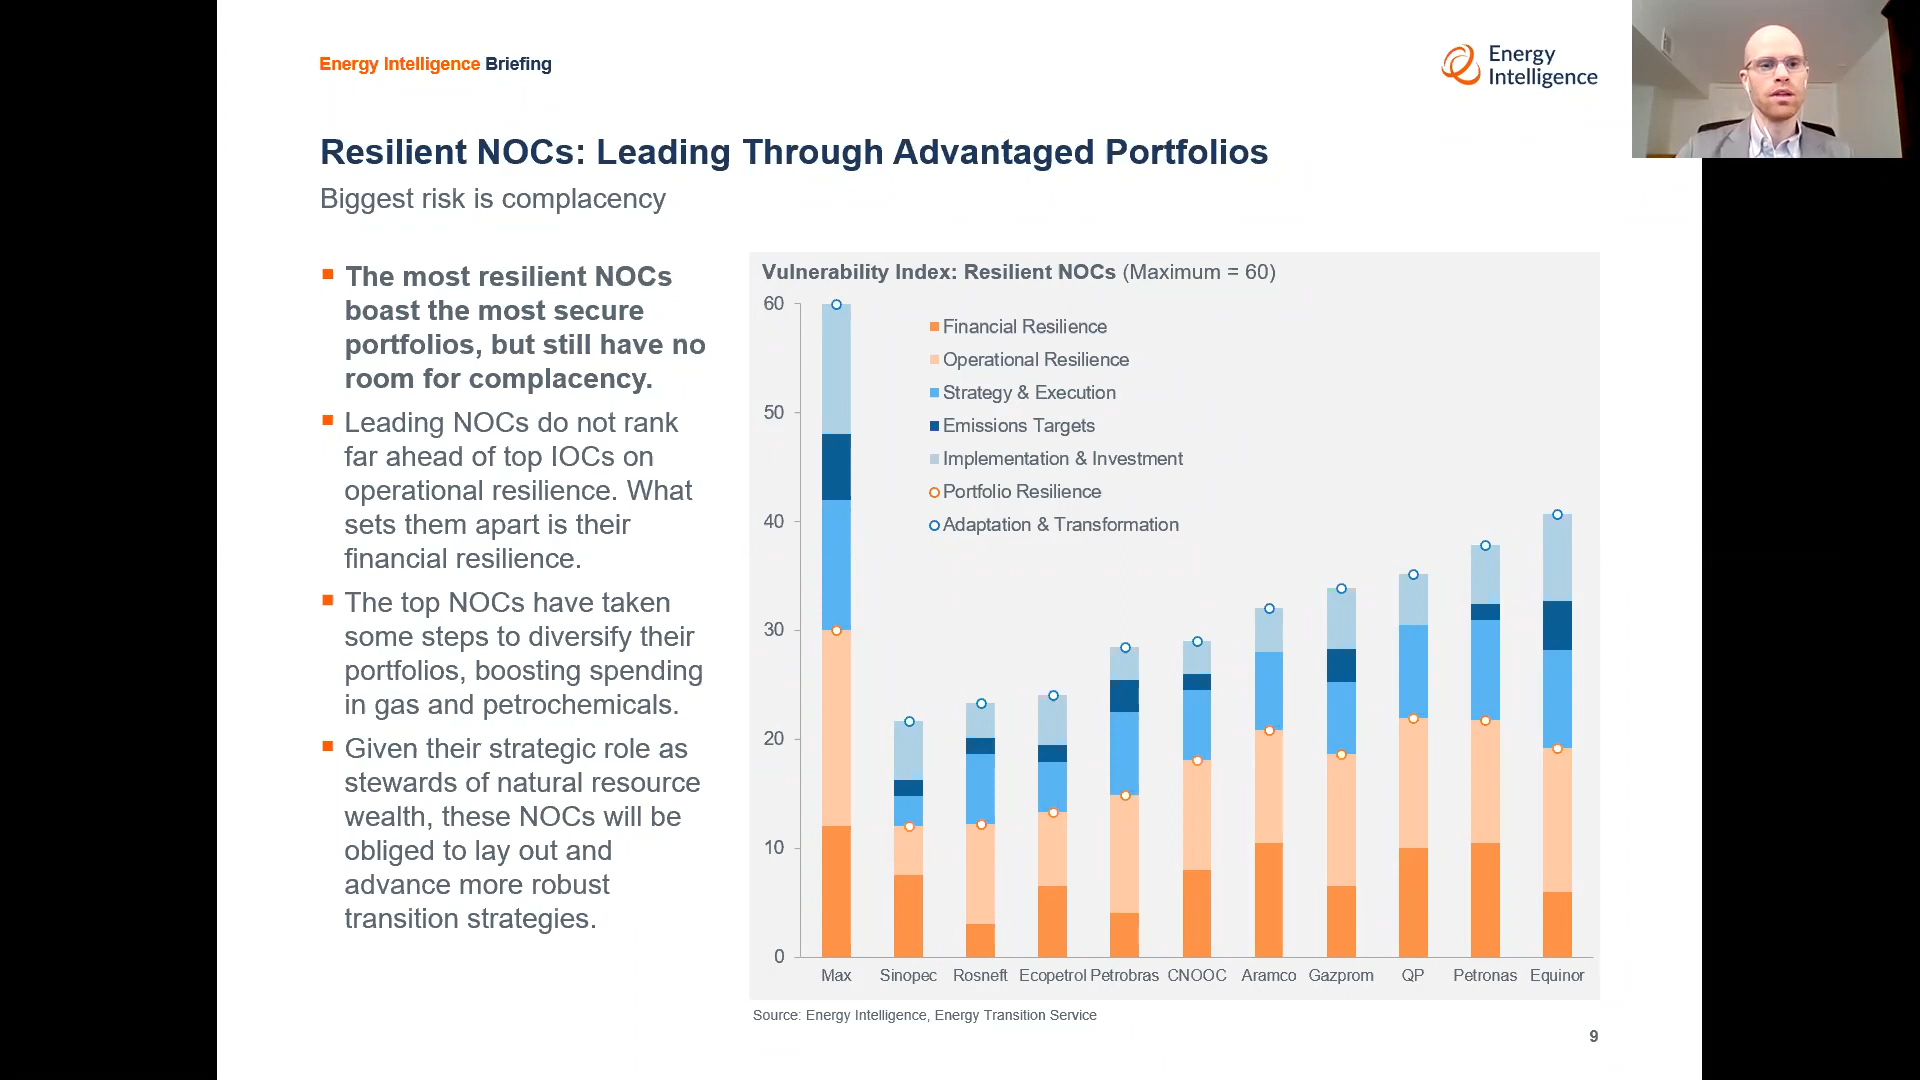 Energy Intelligence Briefing
Energy
Intelligence
Resilient NOCs: Leading Through Advantaged Portfolios
Biggest risk is complacency
The most resilient NOCs
boast the most secure
portfolios, but still have no
room for complacency.
Leading NOCs do not rank
far ahead of top IOCs on
operational resilience. What
sets them apart is their
financial resilience.
The top NOCs have taken
some steps to diversify their
portfolios, boosting spending
in gas and petrochemicals.
Given their strategic role as
stewards of natural resource
wealth, these NOCs will be
obliged to lay out and
advance more robust
transition strategies.
Vulnerability Index: Resilient NOCs (Maximum = 60)
60
50
40
30
20
10
0
Financial Resilience
Operational Resilience
Strategy & Execution
Emissions Targets
Implementation & Investment
Portfolio Resilience
Adaptation & Transformation
Max Sinopec Rosneft Ecopetrol Petrobras CNOOC Aramco Gazprom QP Petronas Equinor
Source: Energy Intelligence, Energy Transition Service
9